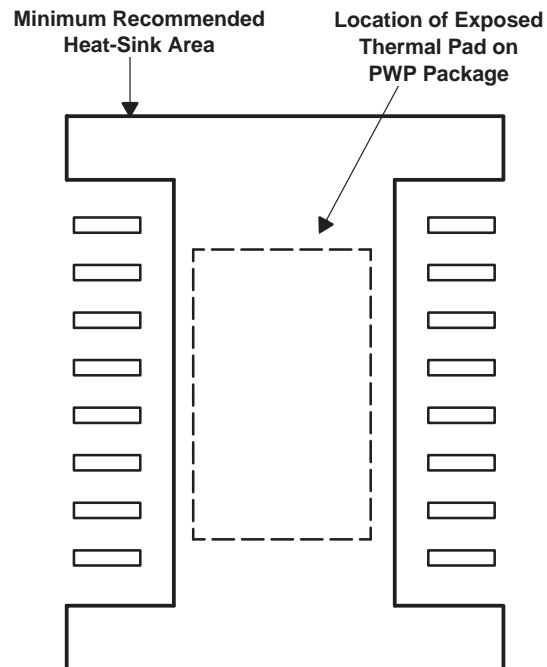 Minimum Recommended
Heat-Sink Area
Location of Exposed
Thermal Pad on
PWP Package